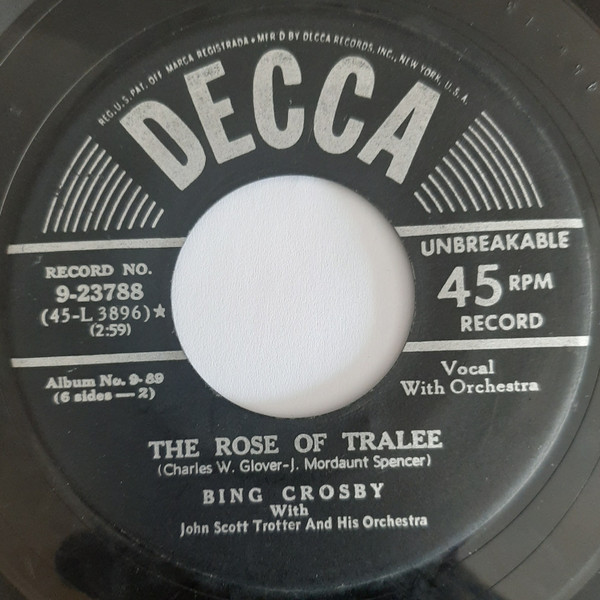 REG. U.S. PAT. OFF. MARCA REGISTRADA • MF'R'D BY DECCA RECORDS, INC., NEW YORK, U.S.A.
DECCA
RECORD NO.
9-23788
(45-L 3896)★
(2:59)
Album No. 9-89
(6 sides — 2)
UNBREAKABLE
45 RPM
RECORD
Vocal
With Orchestra
THE ROSE OF TRALEE
(Charles W. Glover-J. Mordaunt Spencer)
BING CROSBY
With
John Scott Trotter And His Orchestra